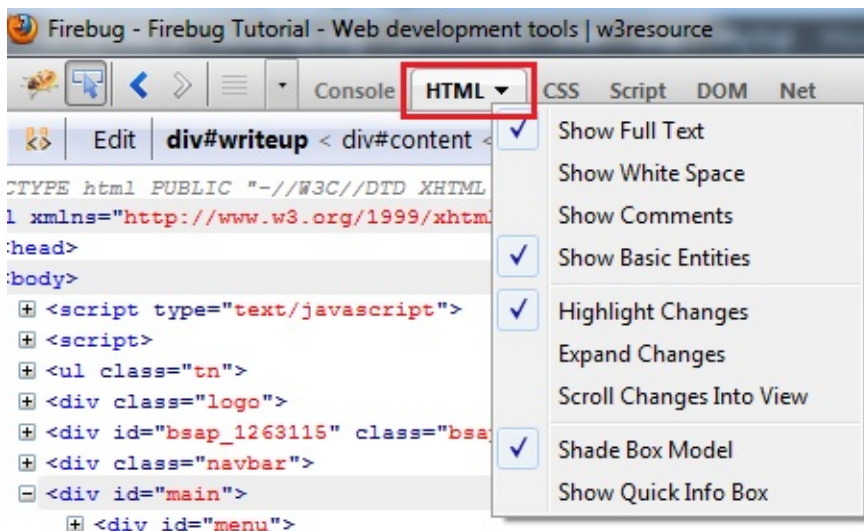 Firebug - Firebug Tutorial - Web development tools | w3resource
Console HTML CSS Script DOM Net
Edit div#writeup < div#content <
CTYPE html PUBLIC "-//W3C//DTD XHTML
l xmlns="http://www.w3.org/1999/xhtml
<head>
<body>
<script type="text/javascript">
<script>
<ul class="tn">
<div class="logo">
<div id="bsap_1263115" class="bsap
<div class="navbar">
<div id="main">
<div id="menu">
Show Full Text
Show White Space
Show Comments
Show Basic Entities
Highlight Changes
Expand Changes
Scroll Changes Into View
Shade Box Model
Show Quick Info Box